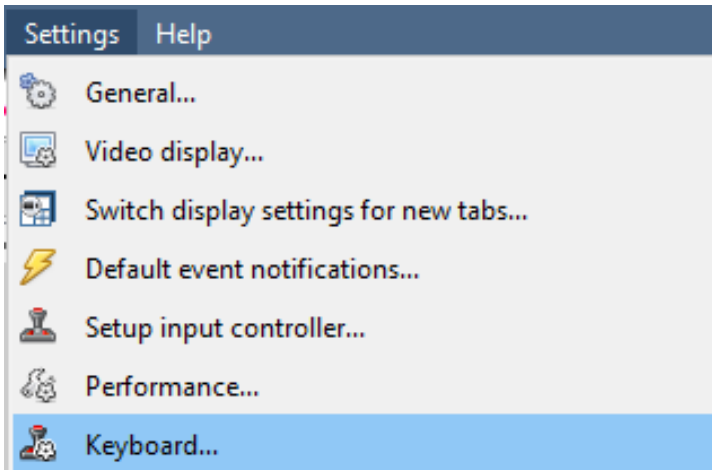 Settings Help
General...
Video display...
Switch display settings for new tabs...
Default event notifications...
Setup input controller...
Performance...
Keyboard...